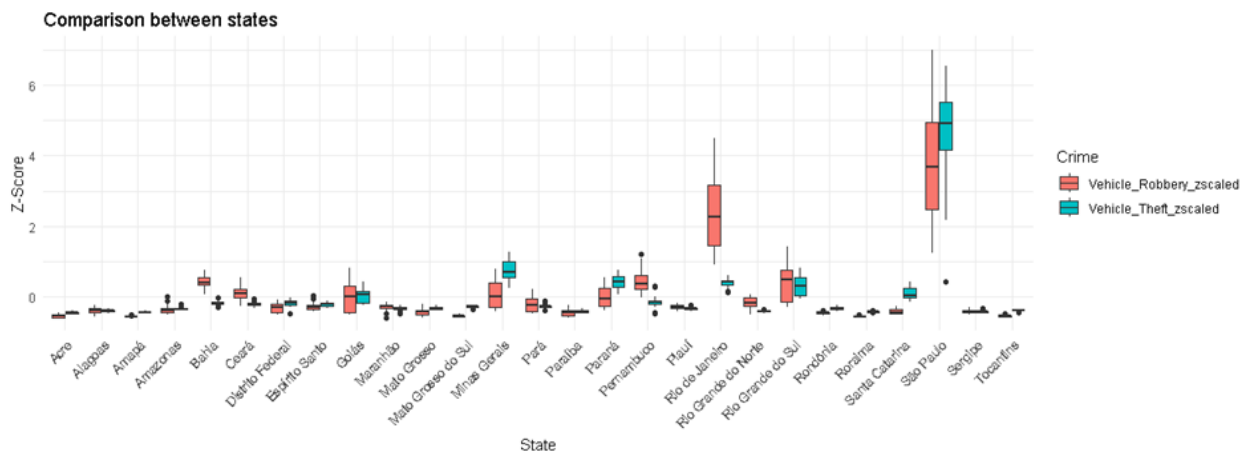 Comparison between states
Z-Score
6
4
2
0
Acre
Alagoas
Amapá
Amazonas
Bahia
Ceará
Distrito Federal
Espírito Santo
Goiás
Maranhão
Mato Grosso
Mato Grosso do Sul
Minas Gerais
Pará
Paraíba
Paraná
Pernambuco
Piauí
Rio de Janeiro
Rio Grande do Norte
Rio Grande do Sul
Rondônia
Roraima
Santa Catarina
São Paulo
Sergipe
Tocantins
State
Crime
Vehicle_Robbery_zscaled
Vehicle_Theft_zscaled